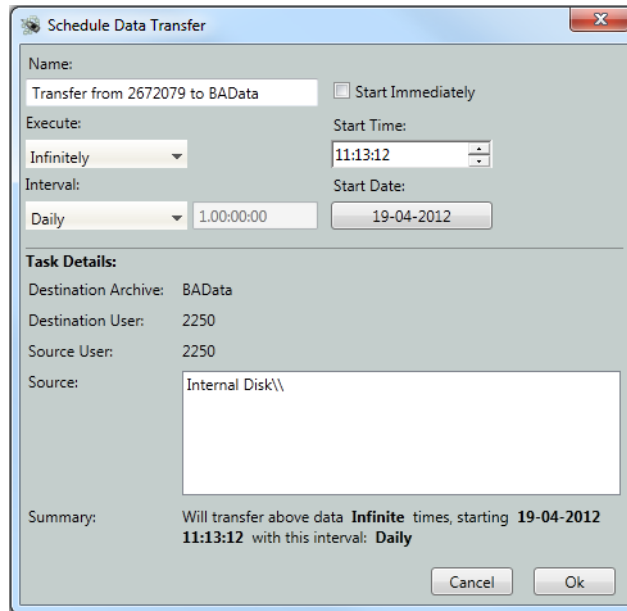 Schedule Data Transfer
Name:
Transfer from 2672079 to BAData
Start Immediately
Execute:
Start Time:
Infinitely
11:13:12
Interval:
Start Date:
Daily
1.00:00:00
19-04-2012
Task Details:
Destination Archive: BAData
Destination User: 2250
Source User: 2250
Source: Internal Disk\\
Summary: Will transfer above data Infinite times, starting 19-04-2012
11:13:12 with this interval: Daily
Cancel Ok